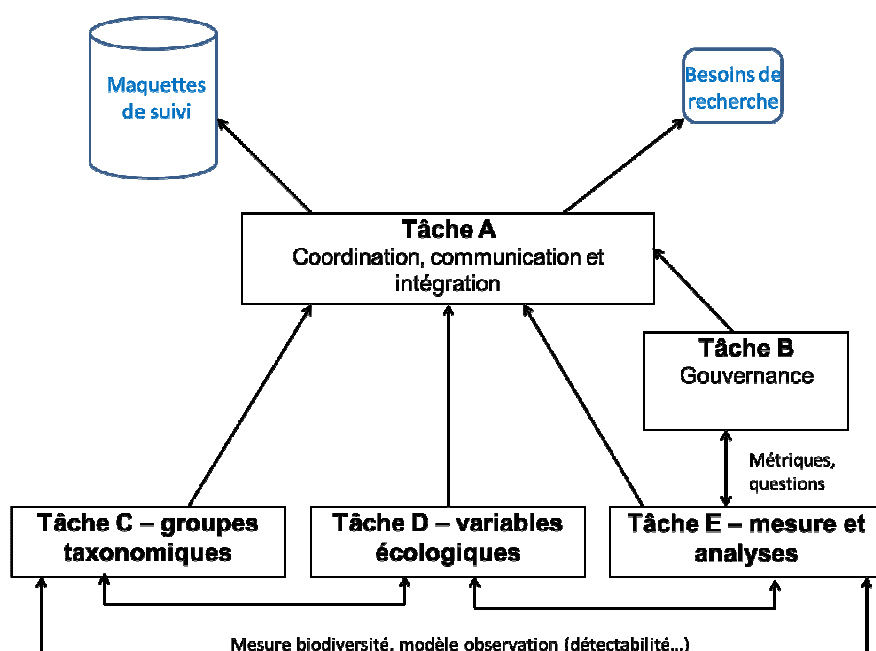 Maquettes
de suivi
Besoins de
recherche
Tâche A
Coordination, communication et
intégration
Tâche B
Gouvernance
Métriques,
questions
Tâche C – groupes
taxonomiques
Tâche D – variables
écologiques
Tâche E – mesure et
analyses
Mesure biodiversité, modèle observation (détectabilité...)